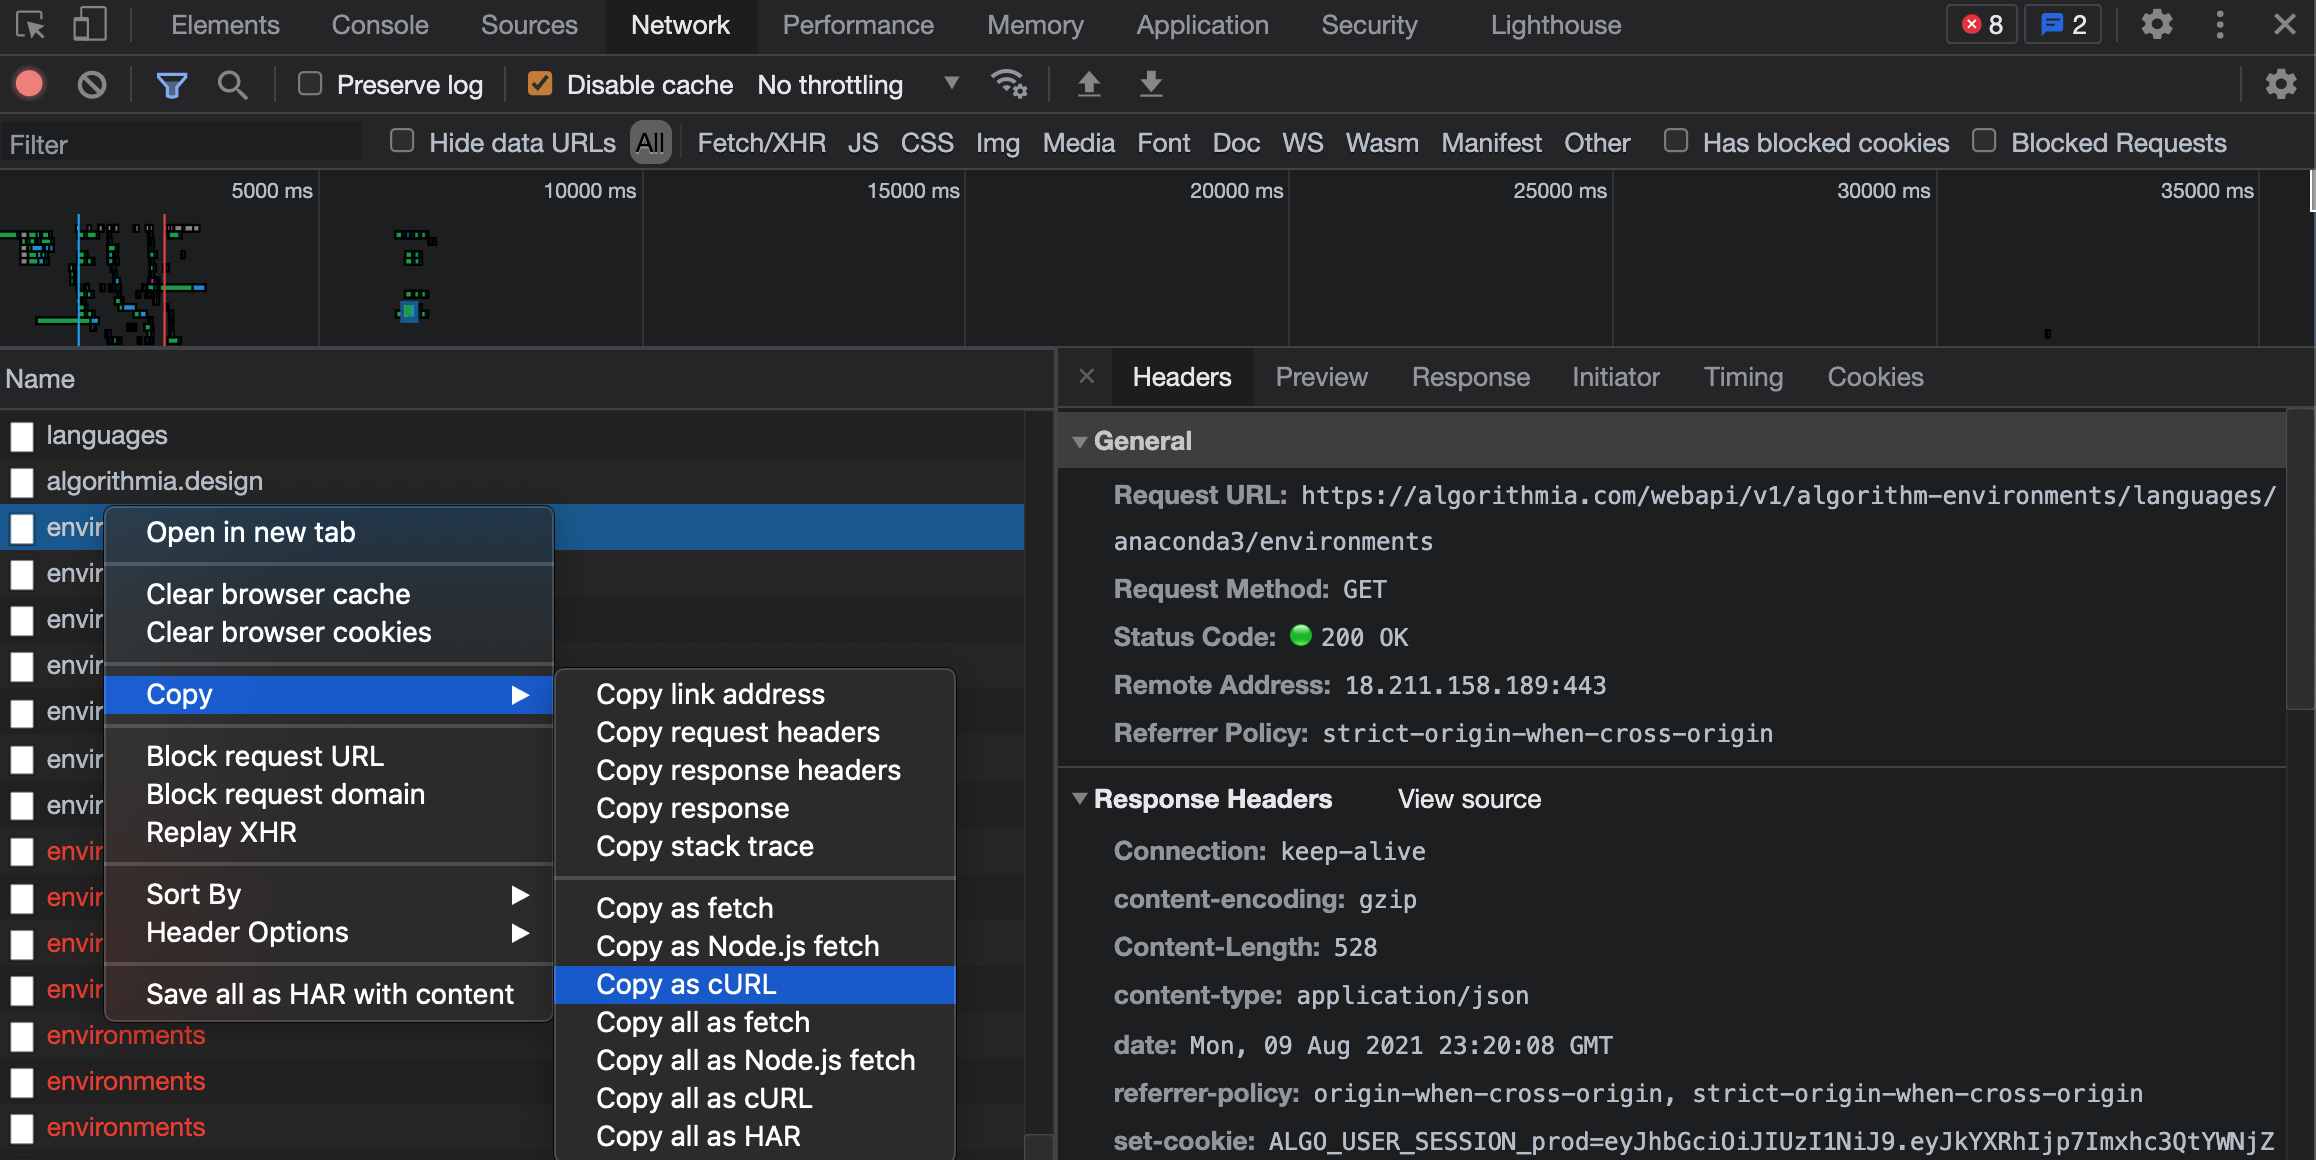 Elements Console Sources Network Performance Memory Application Security Lighthouse 8 2
Preserve log Disable cache No throttling
Filter Hide data URLs All Fetch/XHR JS CSS Img Media Font Doc WS Wasm Manifest Other Has blocked cookies Blocked Requests
5000 ms 10000 ms 15000 ms 20000 ms 25000 ms 30000 ms 35000 ms
Name
languages
algorithmia.design
envir
envir
envir
envir
envir
envir
envir
envir
envir
envir
envir
environments
environments
environments
Open in new tab
Clear browser cache
Clear browser cookies
Copy
Block request URL
Block request domain
Replay XHR
Sort By
Header Options
Save all as HAR with content
Copy link address
Copy request headers
Copy response headers
Copy response
Copy stack trace
Copy as fetch
Copy as Node.js fetch
Copy as cURL
Copy all as fetch
Copy all as Node.js fetch
Copy all as cURL
Copy all as HAR
Headers Preview Response Initiator Timing Cookies
General
Request URL: https://algorithmia.com/webapi/v1/algorithm-environments/languages/
anaconda3/environments
Request Method: GET
Status Code: 200 OK
Remote Address: 18.211.158.189:443
Referrer Policy: strict-origin-when-cross-origin
Response Headers View source
Connection: keep-alive
content-encoding: gzip
Content-Length: 528
content-type: application/json
date: Mon, 09 Aug 2021 23:20:08 GMT
referrer-policy: origin-when-cross-origin, strict-origin-when-cross-origin
set-cookie: ALGO_USER_SESSION_prod=eyJhbGciOiJIUzI1NiJ9.eyJkYXRhIjp7Imxhc3QtYWNjZ